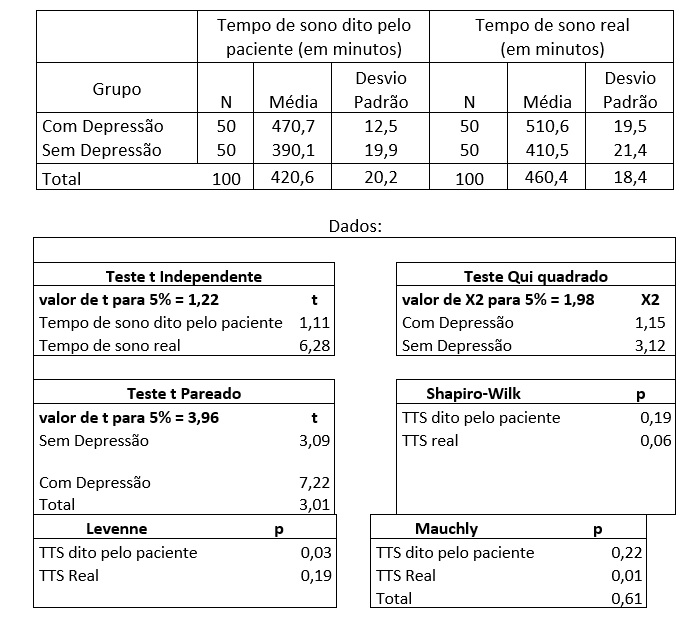 Tempo de sono dito pelo paciente (em minutos) Tempo de sono real (em minutos)
Grupo N Média Desvio Padrão N Média Desvio Padrão
Com Depressão 50 470,7 12,5 50 510,6 19,5
Sem Depressão 50 390,1 19,9 50 410,5 21,4
Total 100 420,6 20,2 100 460,4 18,4
Dados:
Teste t Independente
valor de t para 5% = 1,22 t
Tempo de sono dito pelo paciente 1,11
Tempo de sono real 6,28
Teste Qui quadrado
valor de X2 para 5% = 1,98 X2
Com Depressão 1,15
Sem Depressão 3,12
Teste t Pareado
valor de t para 5% = 3,96 t
Sem Depressão 3,09
Com Depressão 7,22
Total 3,01
Shapiro-Wilk p
TTS dito pelo paciente 0,19
TTS real 0,06
Levenne p
TTS dito pelo paciente 0,03
TTS Real 0,19
Mauchly p
TTS dito pelo paciente 0,22
TTS Real 0,01
Total 0,61